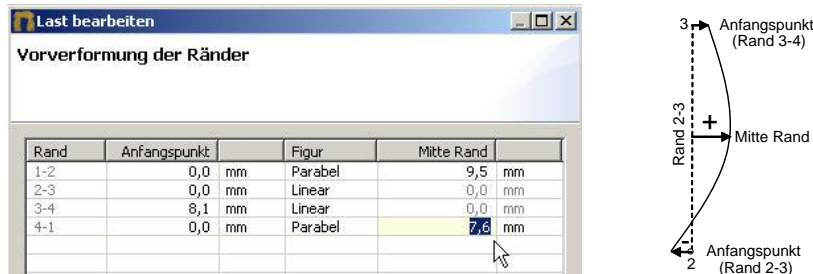 Last bearbeiten
Vorverformung der Ränder
Rand Anfangspunkt Figur Mitte Rand
1-2 0,0 mm Parabel 9,5 mm
2-3 0,0 mm Linear 0,0 mm
3-4 8,1 mm Linear 0,0 mm
4-1 0,0 mm Parabel 7,6 mm
3 Anfangspunkt
(Rand 3-4)
Rand 2-3
+
Mitte Rand
-
2 Anfangspunkt
(Rand 2-3)